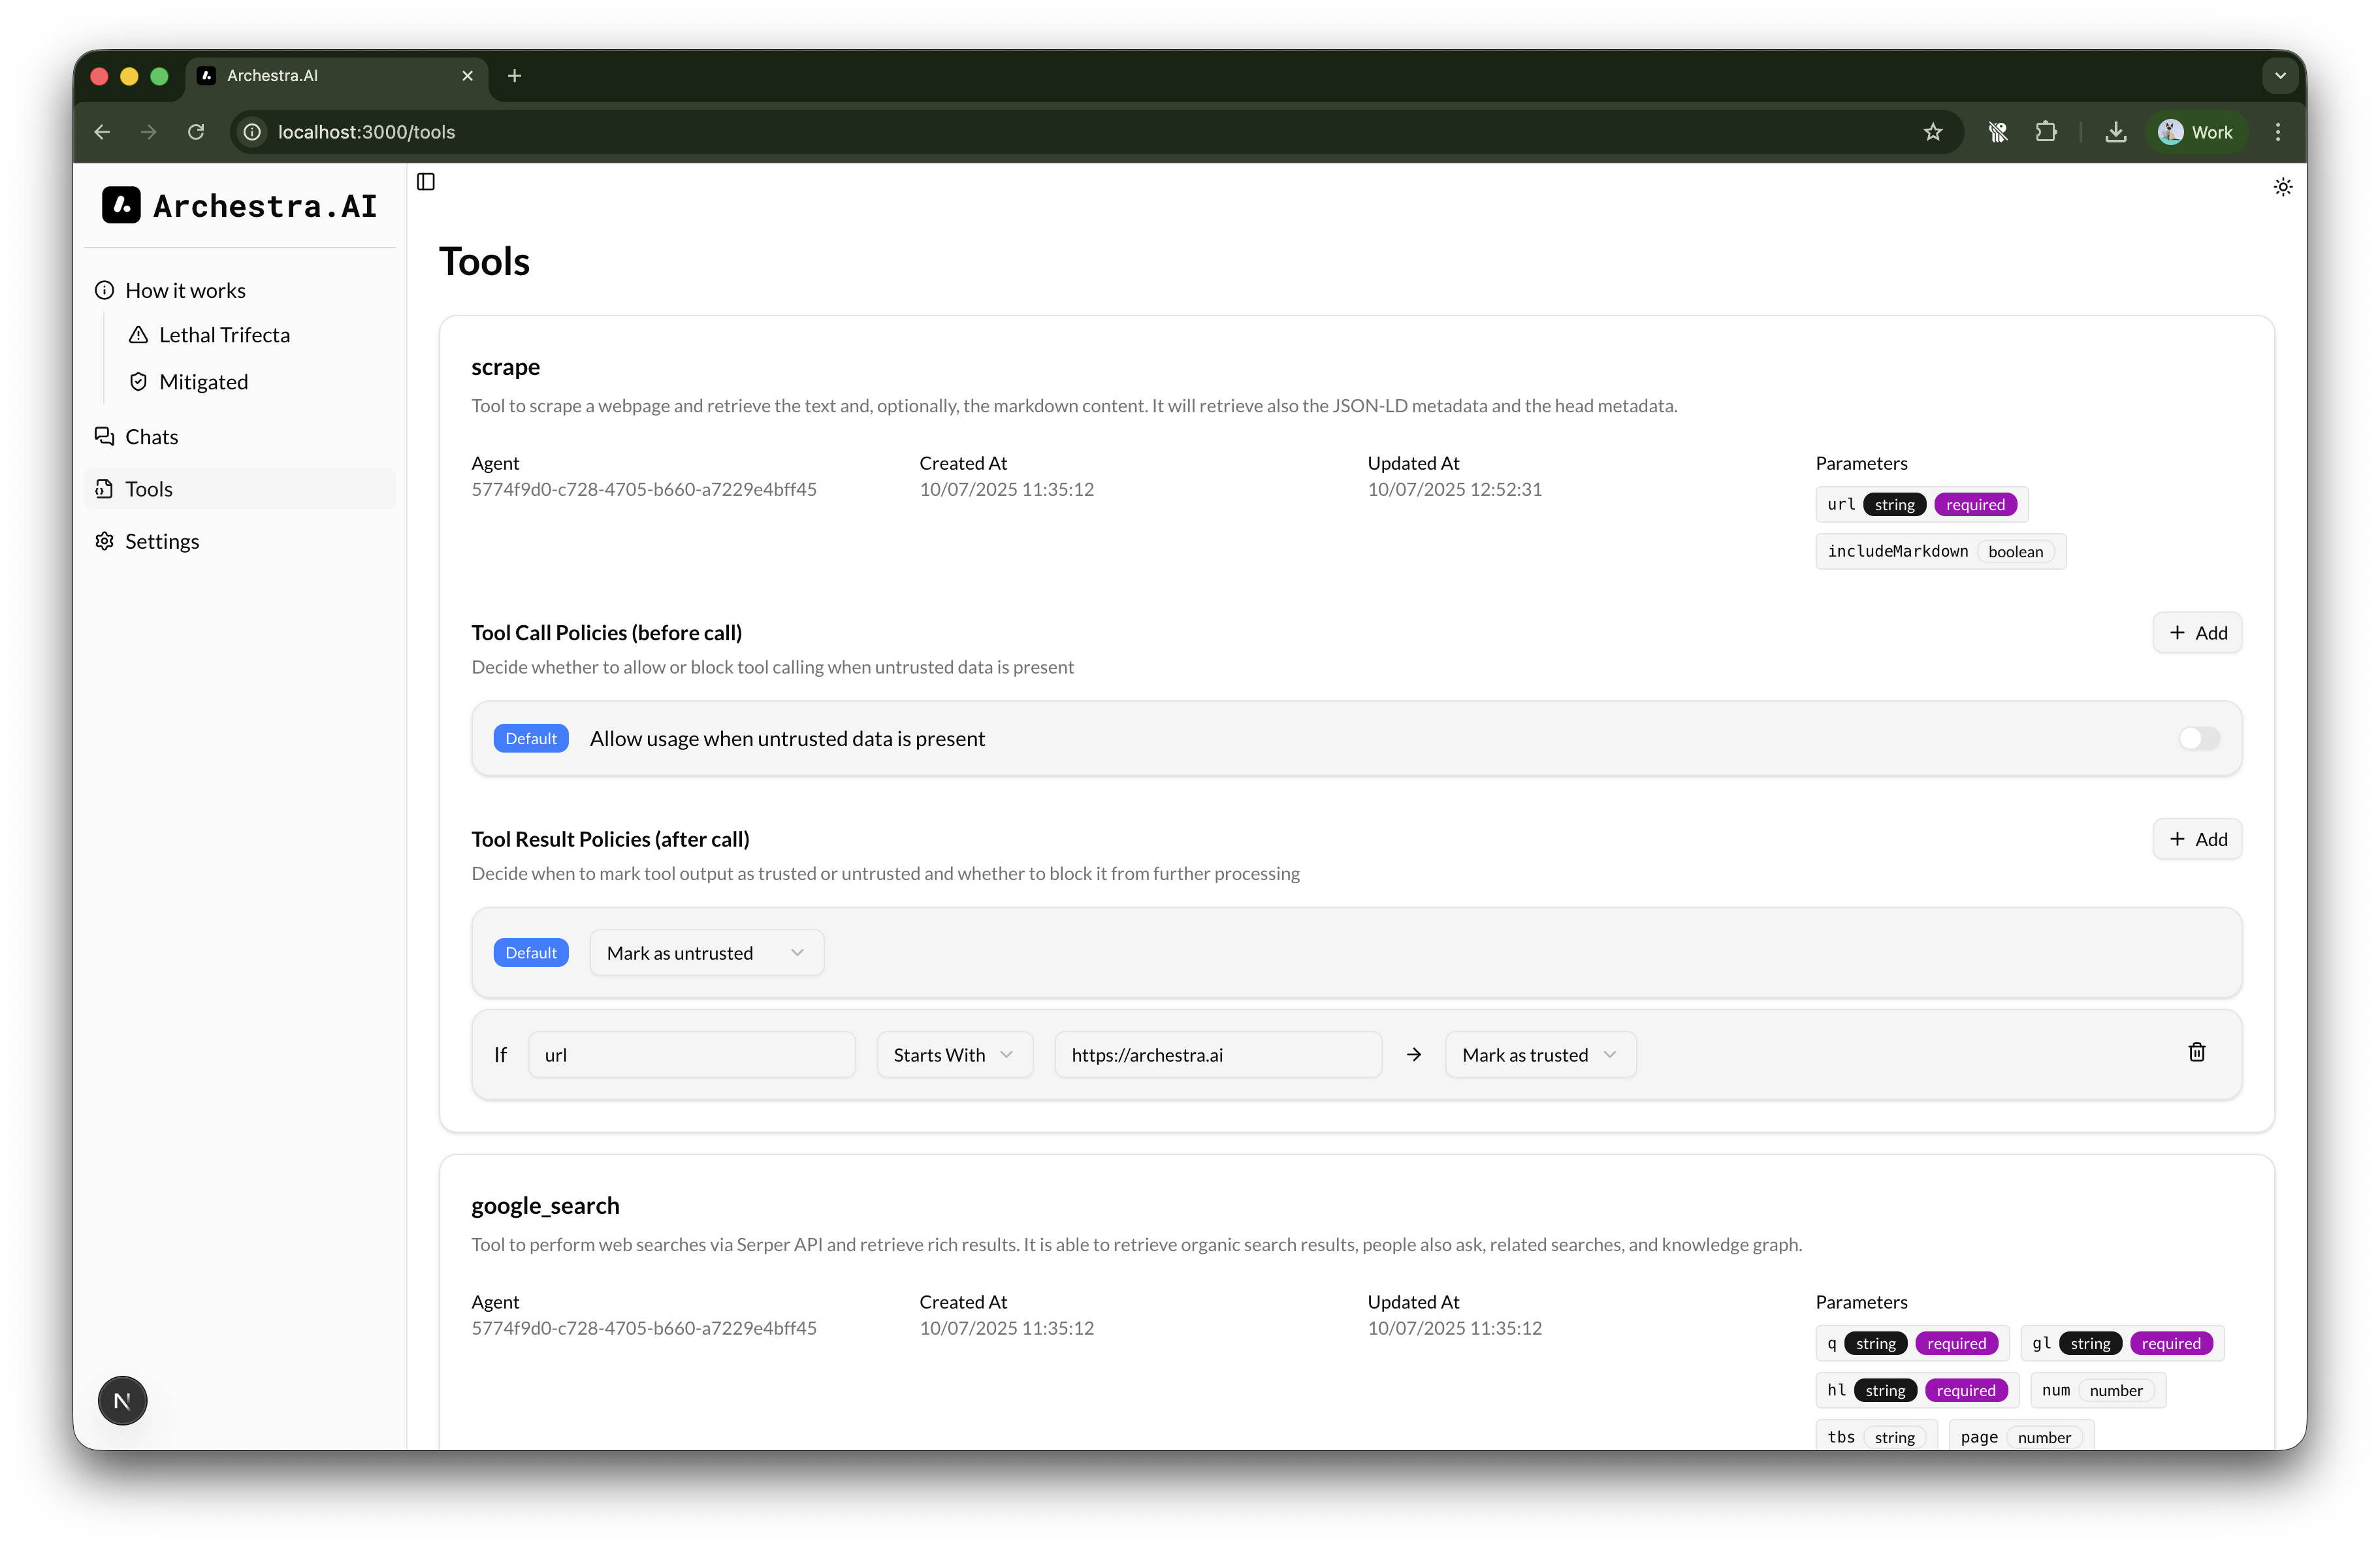 Archestra.AI
localhost:3000/tools
Work
Archestra.AI
How it works
Lethal Trifecta
Mitigated
Chats
Tools
Settings
N
Tools
scrape
Tool to scrape a webpage and retrieve the text and, optionally, the markdown content. It will retrieve also the JSON-LD metadata and the head metadata.
Agent Created At Updated At Parameters
5774f9d0-c728-4705-b660-a7229e4bff45 10/07/2025 11:35:12 10/07/2025 12:52:31
url string required
includeMarkdown boolean
Tool Call Policies (before call) + Add
Decide whether to allow or block tool calling when untrusted data is present
Default Allow usage when untrusted data is present
Tool Result Policies (after call) + Add
Decide when to mark tool output as trusted or untrusted and whether to block it from further processing
Default Mark as untrusted
If url Starts With https://archestra.ai → Mark as trusted
google_search
Tool to perform web searches via Serper API and retrieve rich results. It is able to retrieve organic search results, people also ask, related searches, and knowledge graph.
Agent Created At Updated At Parameters
5774f9d0-c728-4705-b660-a7229e4bff45 10/07/2025 11:35:12 10/07/2025 11:35:12
q string required gl string required
hl string required num number
tbs string page number